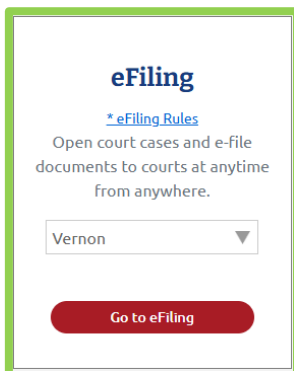 eFiling
* eFiling Rules
Open court cases and e-file
documents to courts at anytime
from anywhere.
Vernon
Go to eFiling